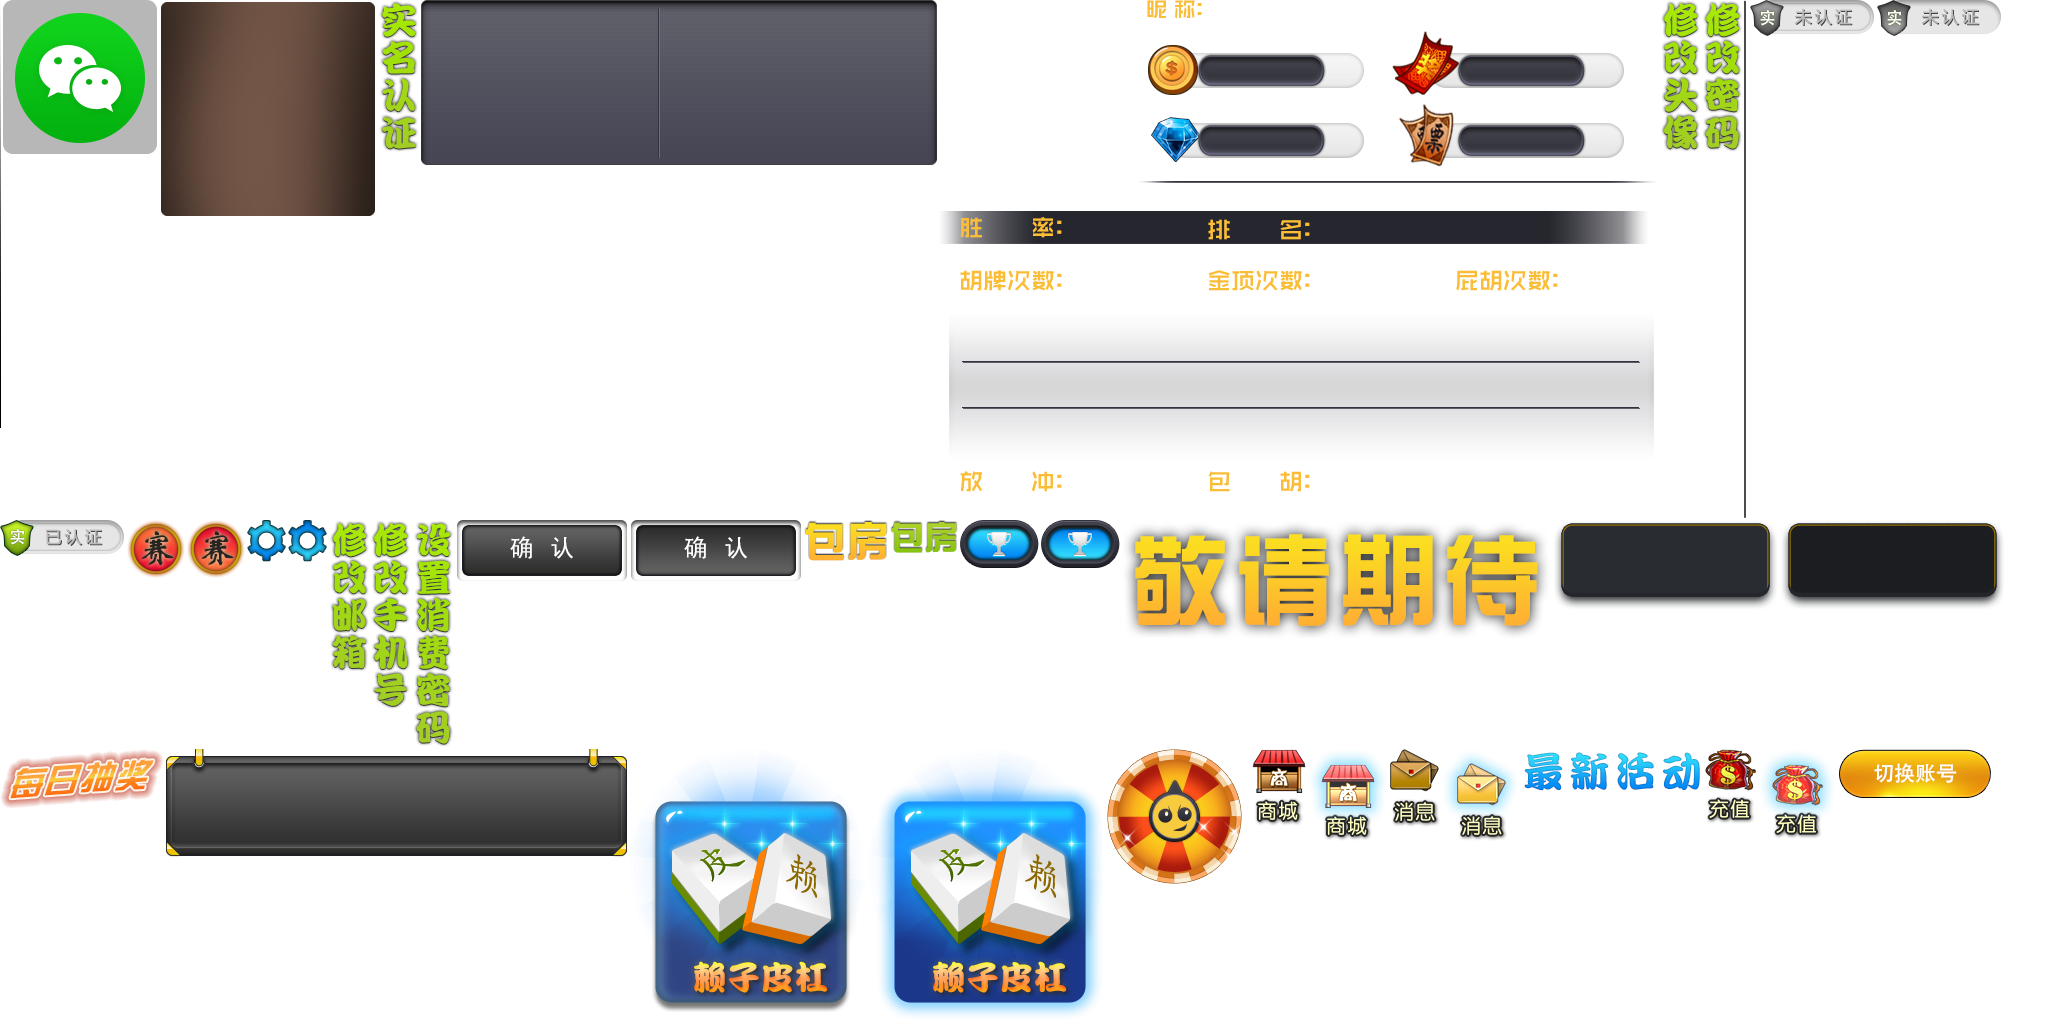 实名认证
昵 称:
票
修改头像
修改密码
实 未认证
实 未认证
胜 率:
排 名:
胡牌次数:
金顶次数:
屁胡次数:
放 冲:
包 胡:
实 已认证
赛
赛
修改邮箱
修改手机号
设置消费密码
确 认
确 认
包房
包房
敬请期待
每日抽奖
皮
赖
赖子皮杠
皮
赖
赖子皮杠
商
商城
商
商城
消息
消息
最新活动
$
充值
$
充值
切换账号